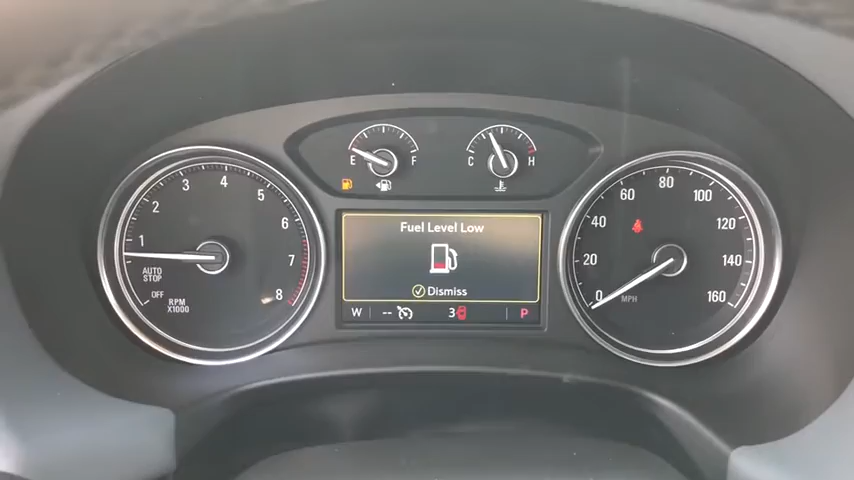 1
2
3
4
5
6
7
8
AUTO
STOP
OFF
RPM
X1000
E
F
C
H
Fuel Level Low
Dismiss
W
--
3
P
0
20
40
60
80
100
120
140
160
MPH